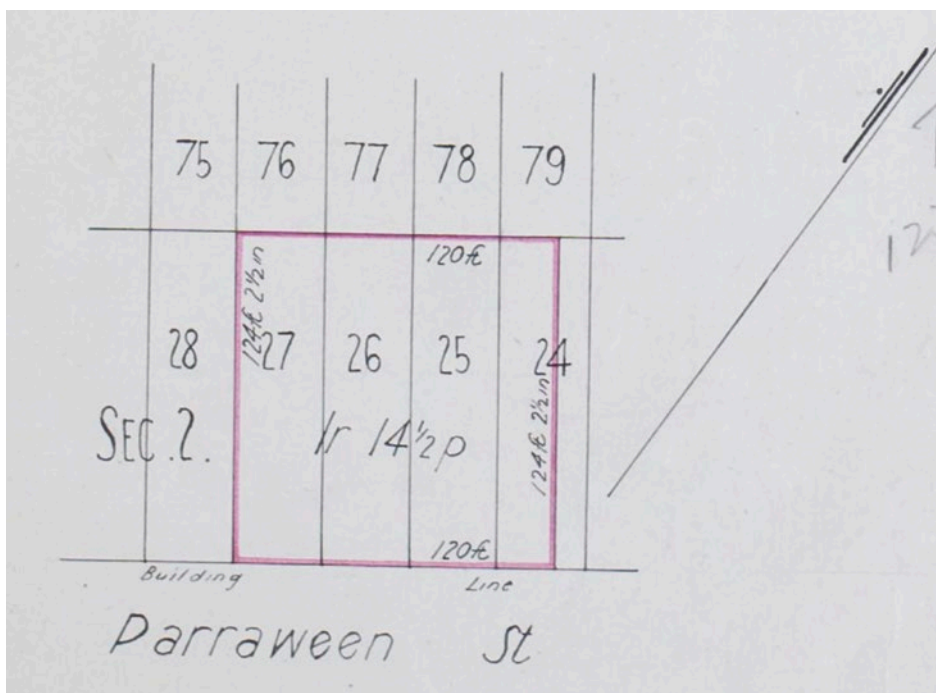 75 76 77 78 79
120ft
124ft 2½in
28 27 26 25 24
124ft 2½in
SEC. 2. 1r 14½p
120ft
Building Line
Parraween St